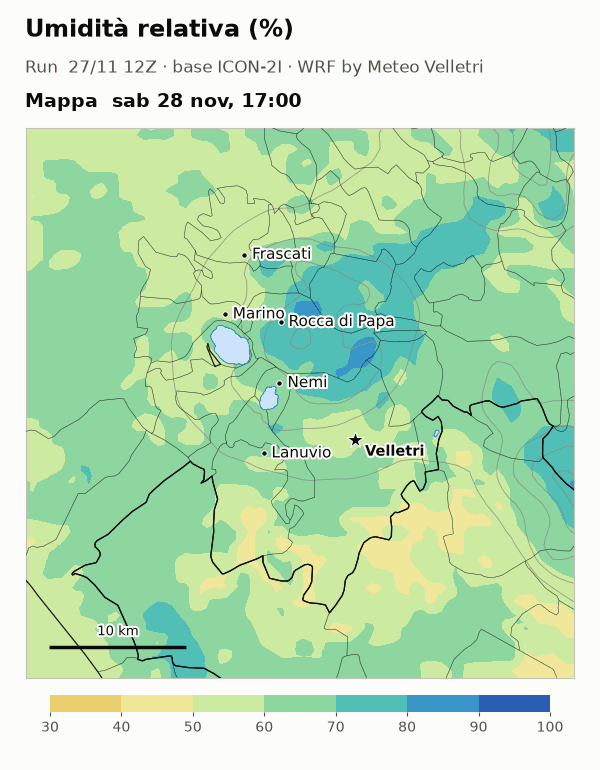 Umidità relativa (%)
Run  27/11 12Z · base ICON-2I · WRF by Meteo Velletri
Mappa  sab 28 nov, 17:00
Frascati
Marino
Rocca di Papa
Nemi
Velletri
Lanuvio
10 km
30 40 50 60 70 80 90 100